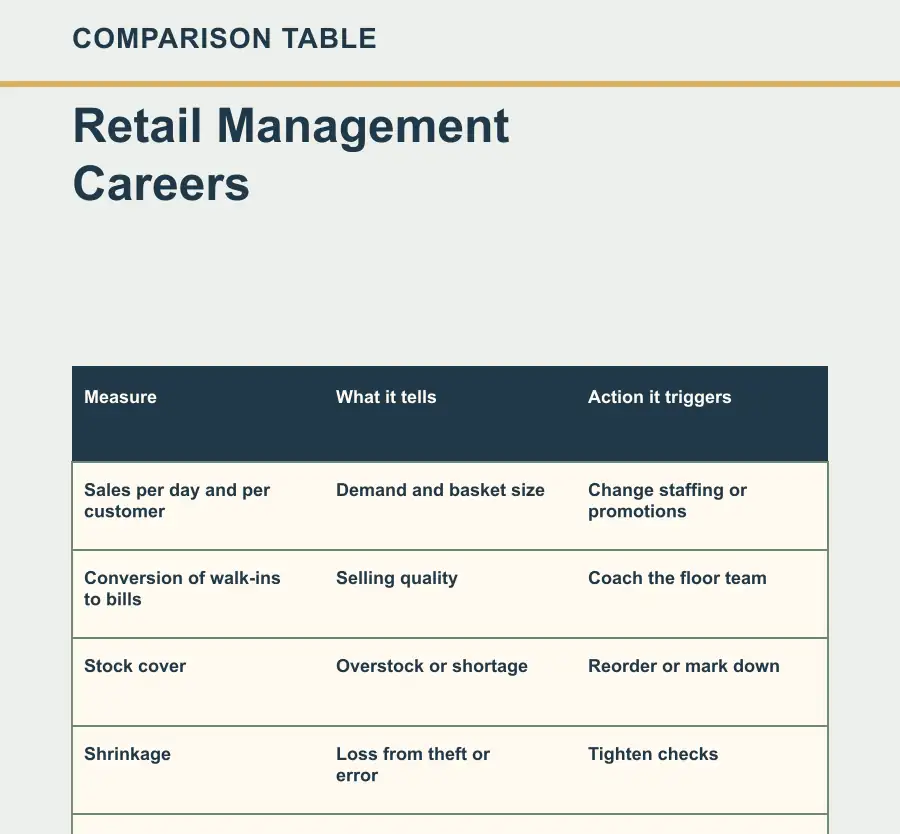 COMPARISON TABLE
Retail Management
Careers
Measure What it tells Action it triggers
Sales per day and per Demand and basket size Change staffing or
customer promotions
Conversion of walk-ins Selling quality Coach the floor team
to bills
Stock cover Overstock or shortage Reorder or mark down
Shrinkage Loss from theft or Tighten checks
error